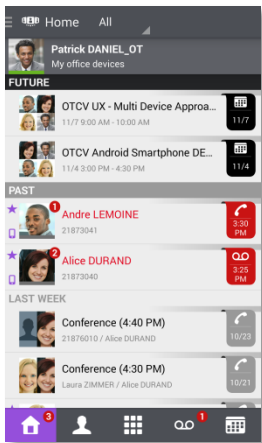 Home All
Patrick DANIEL_OT
My office devices
FUTURE
OTCV UX - Multi Device Approa...
11/7 9:00 AM - 10:00 AM
11/7
OTCV Android Smartphone DE...
11/4 3:00 PM - 4:30 PM
11/4
PAST
1
Andre LEMOINE
21873041
3:30
PM
2
Alice DURAND
21873040
3:25
PM
LAST WEEK
Conference (4:40 PM)
21876010 / Alice DURAND
10/23
Conference (4:30 PM)
Laura ZIMMER / Alice DURAND
10/21
3
1